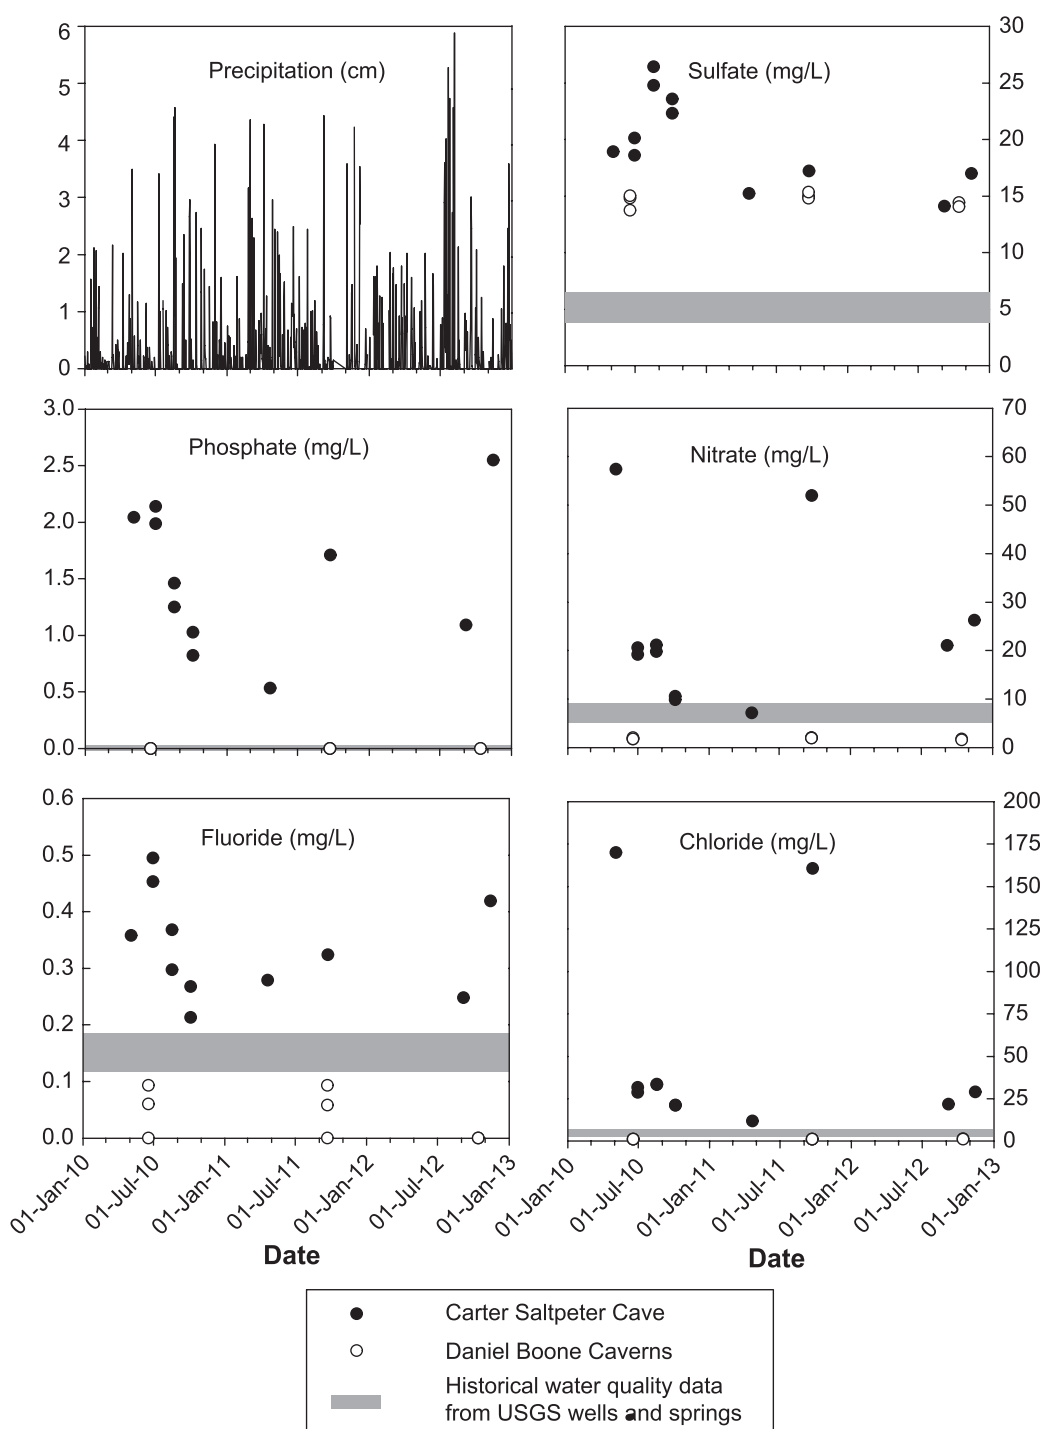 Precipitation (cm)
6
5
4
3
2
1
0
Sulfate (mg/L)
30
25
20
15
10
5
0
Phosphate (mg/L)
3.0
2.5
2.0
1.5
1.0
0.5
0.0
Nitrate (mg/L)
70
60
50
40
30
20
10
0
Fluoride (mg/L)
0.6
0.5
0.4
0.3
0.2
0.1
0.0
Chloride (mg/L)
200
175
150
125
100
75
50
25
0
01-Jan-10
01-Jul-10
01-Jan-11
01-Jul-11
01-Jan-12
01-Jul-12
01-Jan-13
Date
01-Jan-10
01-Jul-10
01-Jan-11
01-Jul-11
01-Jan-12
01-Jul-12
01-Jan-13
Date
Carter Saltpeter Cave
Daniel Boone Caverns
Historical water quality data
from USGS wells and springs